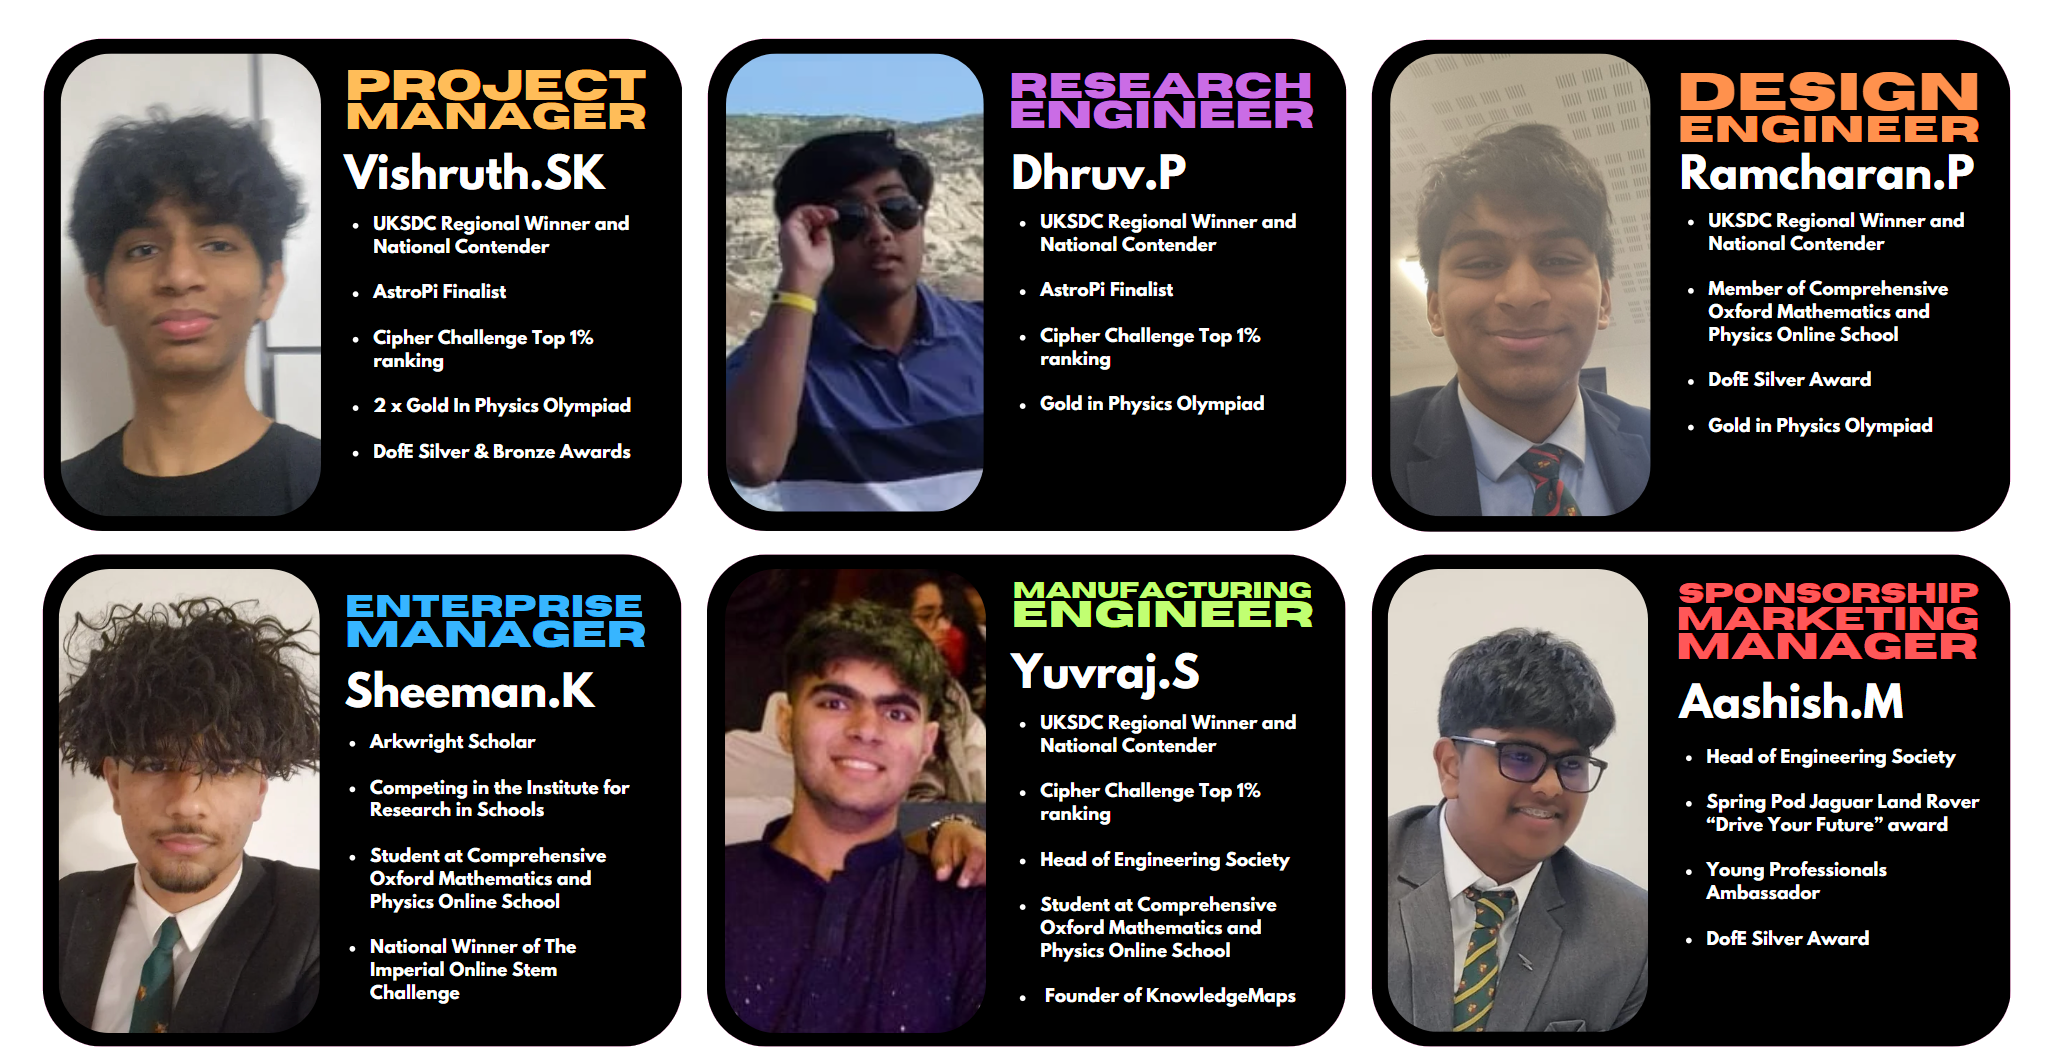 PROJECT
MANAGER
Vishruth.SK
• UKSDC Regional Winner and
National Contender
• AstroPi Finalist
• Cipher Challenge Top 1%
ranking
• 2 x Gold In Physics Olympiad
• DofE Silver & Bronze Awards
RESEARCH
ENGINEER
Dhruv.P
• UKSDC Regional Winner and
National Contender
• AstroPi Finalist
• Cipher Challenge Top 1%
ranking
• Gold in Physics Olympiad
DESIGN
ENGINEER
Ramcharan.P
• UKSDC Regional Winner and
National Contender
• Member of Comprehensive
Oxford Mathematics and
Physics Online School
• DofE Silver Award
• Gold in Physics Olympiad
ENTERPRISE
MANAGER
Sheeman.K
• Arkwright Scholar
• Competing in the Institute for
Research in Schools
• Student at Comprehensive
Oxford Mathematics and
Physics Online School
• National Winner of The
Imperial Online Stem
Challenge
MANUFACTURING
ENGINEER
Yuvraj.S
• UKSDC Regional Winner and
National Contender
• Cipher Challenge Top 1%
ranking
• Head of Engineering Society
• Student at Comprehensive
Oxford Mathematics and
Physics Online School
• Founder of KnowledgeMaps
SPONSORSHIP
MARKETING
MANAGER
Aashish.M
• Head of Engineering Society
• Spring Pod Jaguar Land Rover
“Drive Your Future” award
• Young Professionals
Ambassador
• DofE Silver Award